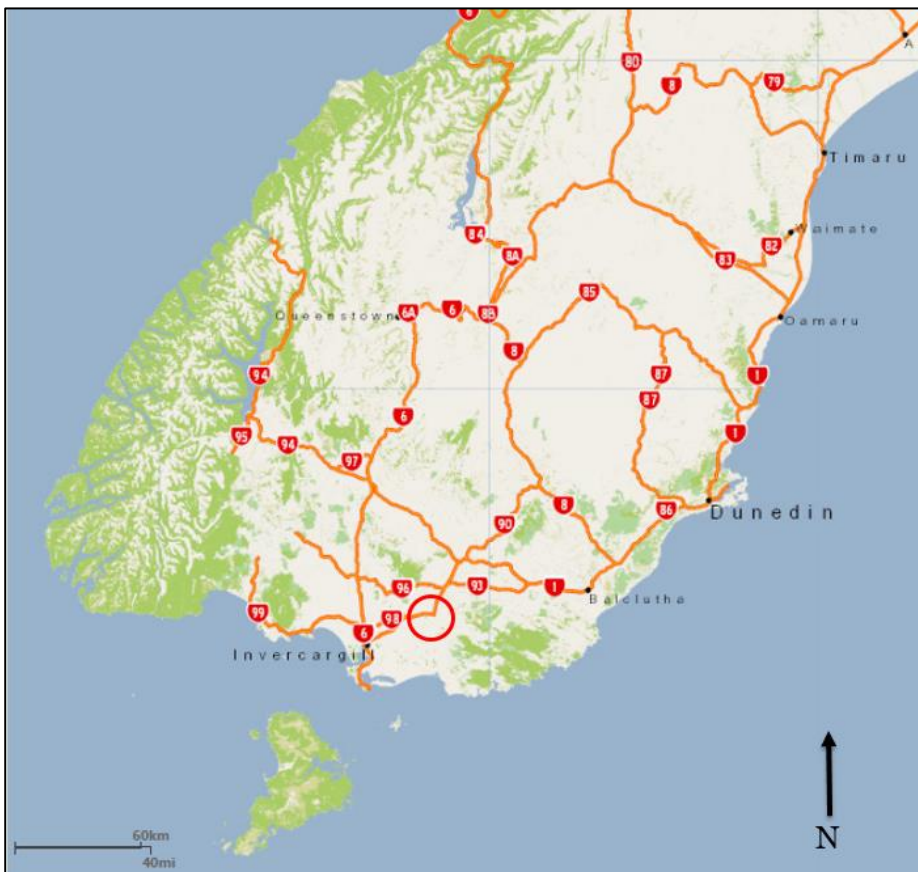 6
A
80
79
8
Timaru
84
82
Waimate
8A
83
85
Queenstown
6A
6
8B
Oamaru
8
94
87
1
87
6
95
94
1
97
Dunedin
8
86
90
96
93
1
Balclutha
99
98
6
Invercargill
N
60km
40mi